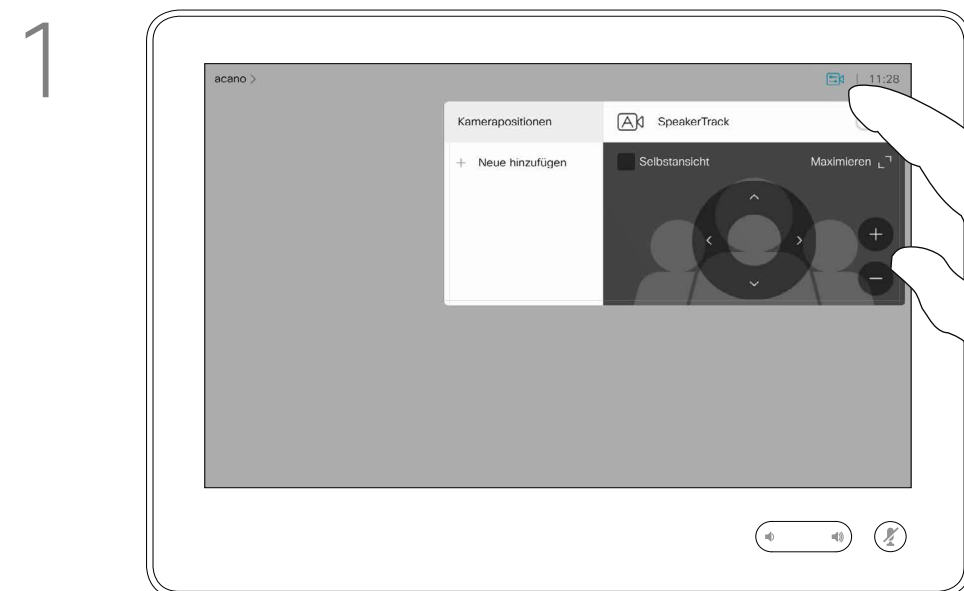 1
acano >
11:28
Kamerapositionen
SpeakerTrack
+ Neue hinzufügen
Selbstansicht
Maximieren